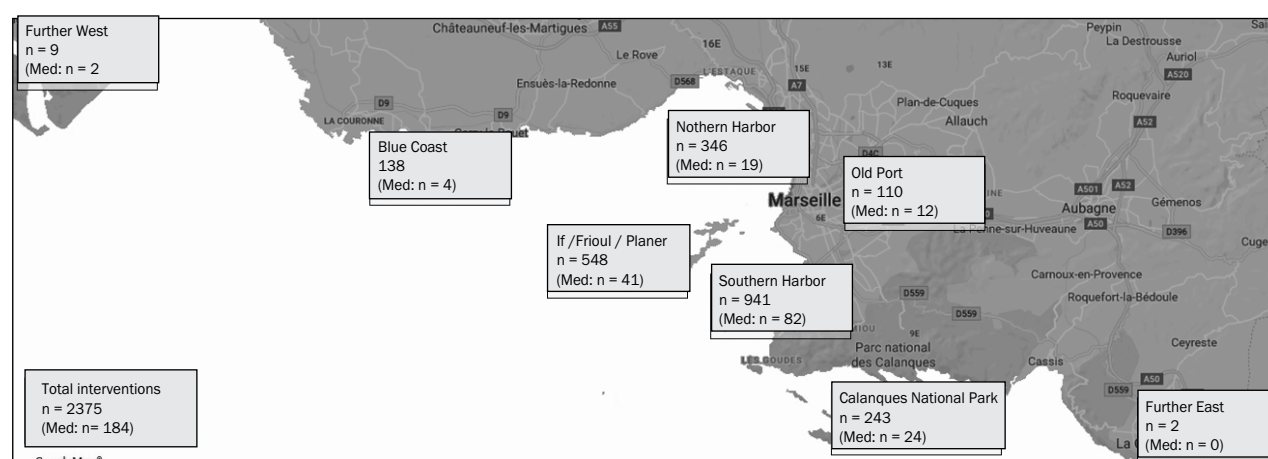 Further West
n = 9
(Med: n = 2
Châteauneuf-les-Martigues
A55
Le Rove
16E
L'ESTAQUE
D568
15E
13E
A7
Ensuès-la-Redonne
D9
D9
LA COURONNE
Peypin
La Destrousse
Auriol
A520
Roquevaire
A52
Plan-de-Cuques
Allauch
Blue Coast
138
(Med: n = 4)
Nothern Harbor
n = 346
(Med: n = 19)
D4C
Old Port
n = 110
(Med: n = 12)
Marseille
6E
A501
A52
Aubagne
Gémenos
A50
D396
La Penne-sur-Huveaune
If /Frioul / Planer
n = 548
(Med: n = 41)
Southern Harbor
n = 941
(Med: n = 82)
Carnoux-en-Provence
Roquefort-la-Bédoule
D559
D559
9E
Parc national
des Calanques
LES GOUDES
Cassis
Ceyreste
A50
D559
Total interventions
n = 2375
(Med: n= 184)
Calanques National Park
n = 243
(Med: n = 24)
Further East
n = 2
(Med: n = 0)